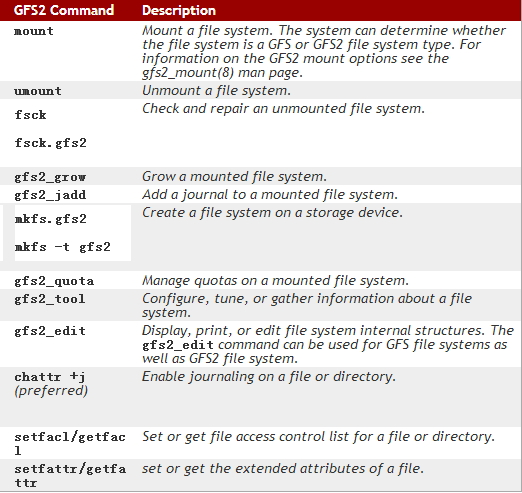 GFS2 Command Description
mount Mount a file system. The system can determine whether
the file system is a GFS or GFS2 file system type. For
information on the GFS2 mount options see the
gfs2_mount(8) man page.
umount Unmount a file system.
fsck Check and repair an unmounted file system.
fsck.gfs2
gfs2_grow Grow a mounted file system.
gfs2_jadd Add a journal to a mounted file system.
mkfs.gfs2 Create a file system on a storage device.
mkfs -t gfs2
gfs2_quota Manage quotas on a mounted file system.
gfs2_tool Configure, tune, or gather information about a file
system.
gfs2_edit Display, print, or edit file system internal structures. The
gfs2_edit command can be used for GFS file systems as
well as GFS2 file system.
chattr +j Enable journaling on a file or directory.
(preferred)
setfacl/getfac Set or get file access control list for a file or directory.
l
setfattr/getfa set or get the extended attributes of a file.
ttr